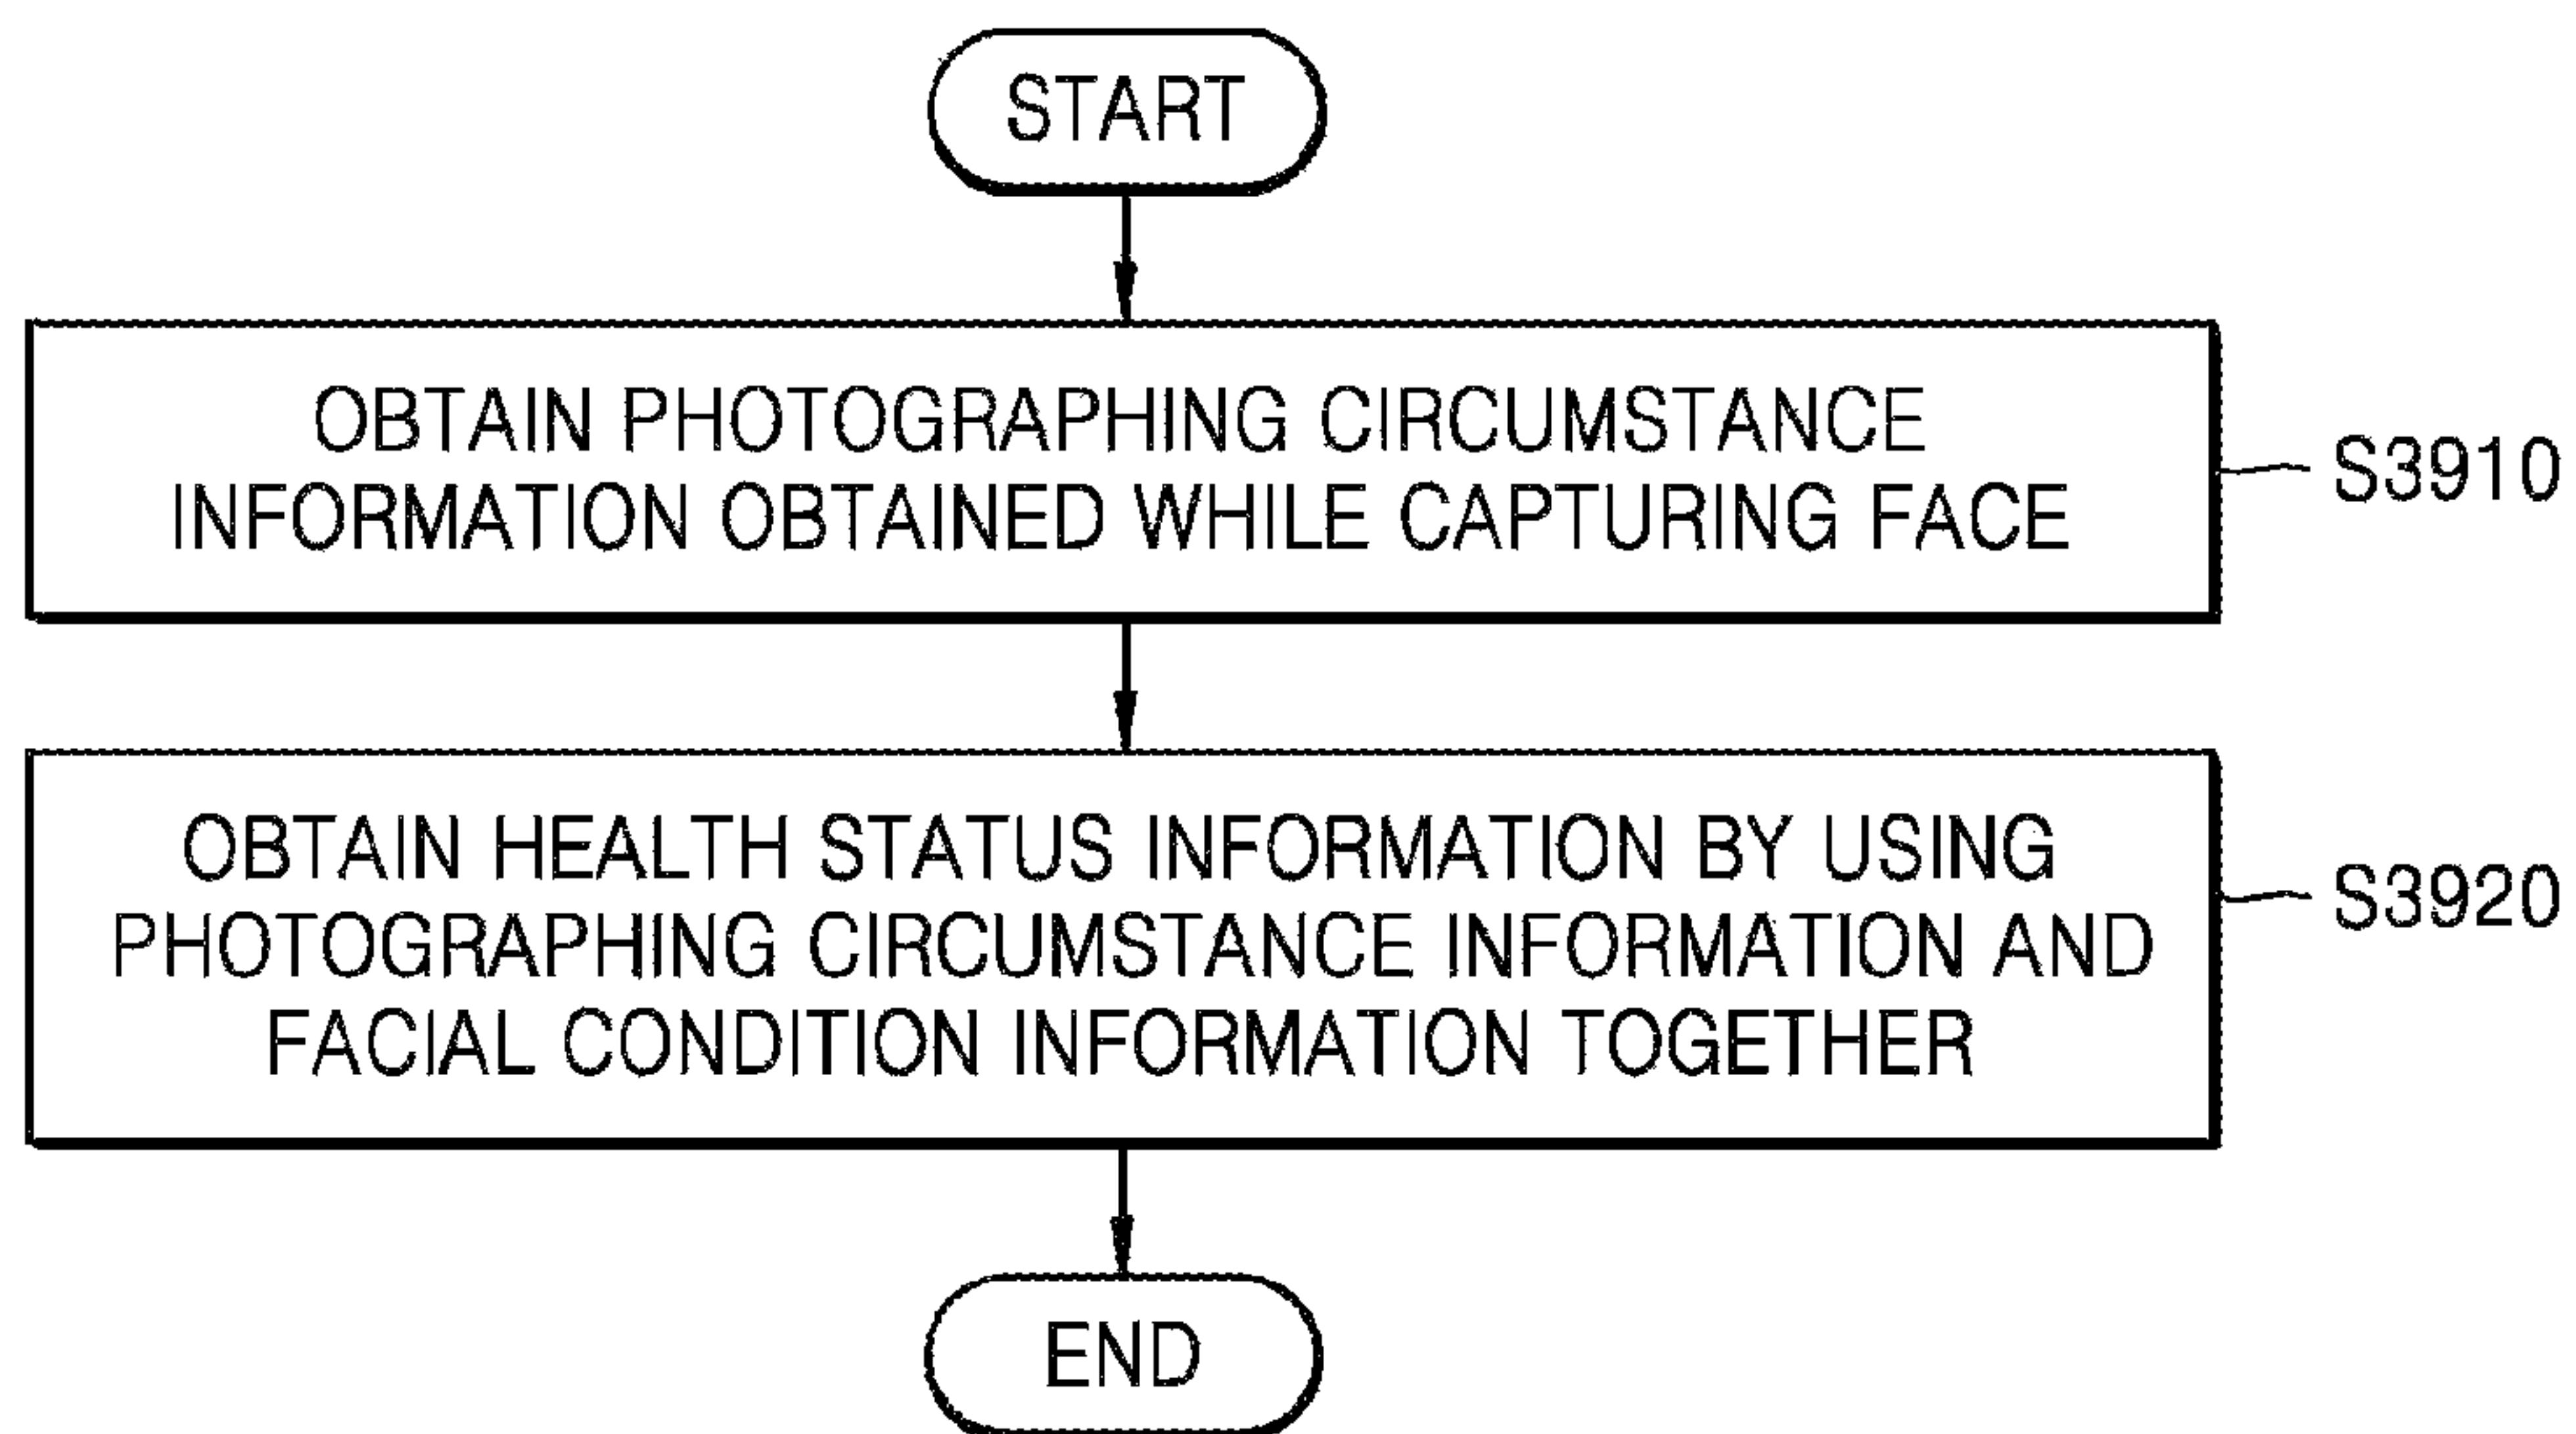 START
OBTAIN PHOTOGRAPHING CIRCUMSTANCE
INFORMATION OBTAINED WHILE CAPTURING FACE
S3910
OBTAIN HEALTH STATUS INFORMATION BY USING
PHOTOGRAPHING CIRCUMSTANCE INFORMATION AND
FACIAL CONDITION INFORMATION TOGETHER
S3920
END